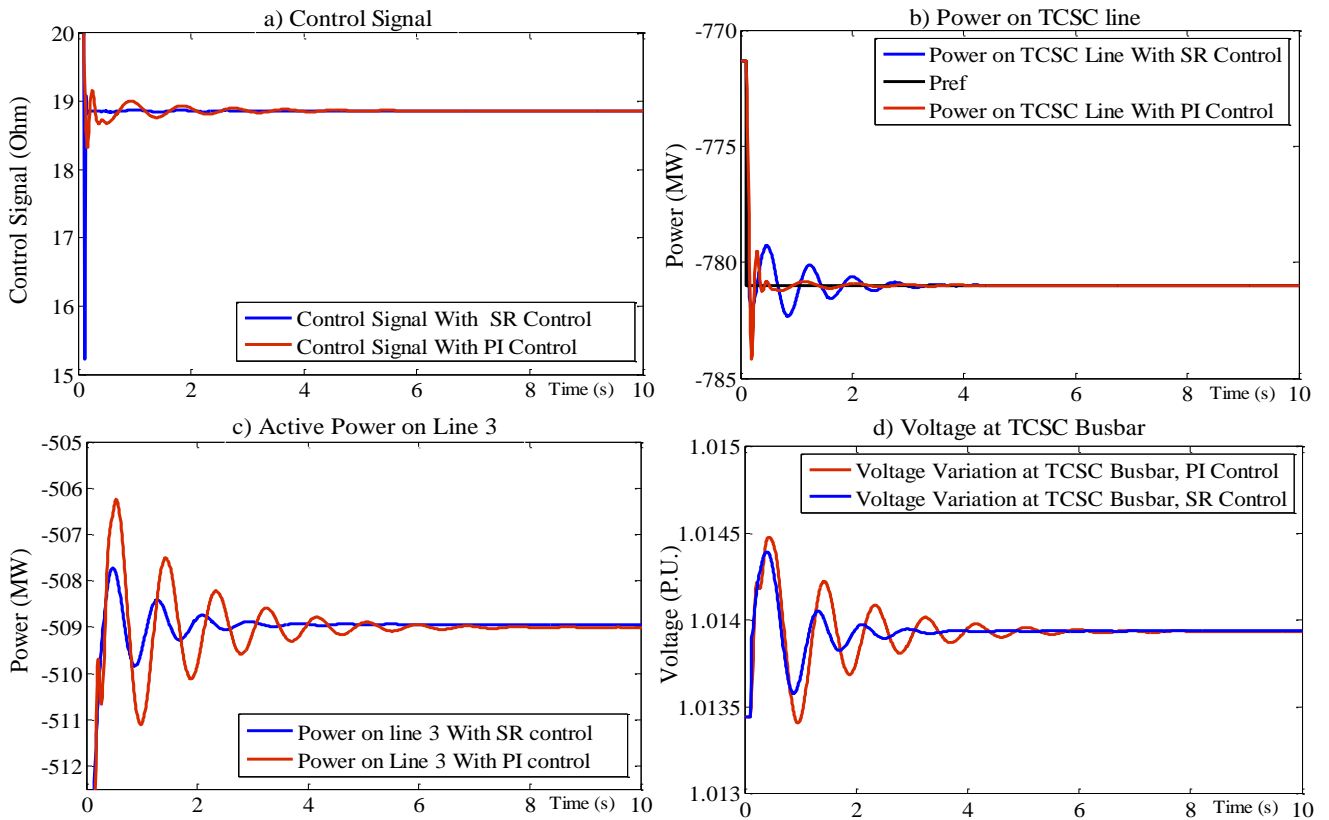 a) Control Signal
20
19
18
17
16
15
Control Signal (Ohm)
Control Signal With SR Control
Control Signal With PI Control
0
2
4
6
8
10
Time (s)
b) Power on TCSC line
-770
-775
-780
-785
Power (MW)
Power on TCSC Line With SR Control
Pref
Power on TCSC Line With PI Control
0
2
4
6
8
10
Time (s)
c) Active Power on Line 3
-505
-506
-507
-508
-509
-510
-511
-512
Power (MW)
Power on line 3 With SR control
Power on Line 3 With PI control
0
2
4
6
8
10
Time (s)
d) Voltage at TCSC Busbar
1.015
1.0145
1.014
1.0135
1.013
Voltage (P.U.)
Voltage Variation at TCSC Busbar, PI Control
Voltage Variation at TCSC Busbar, SR Control
0
2
4
6
8
10
Time (s)